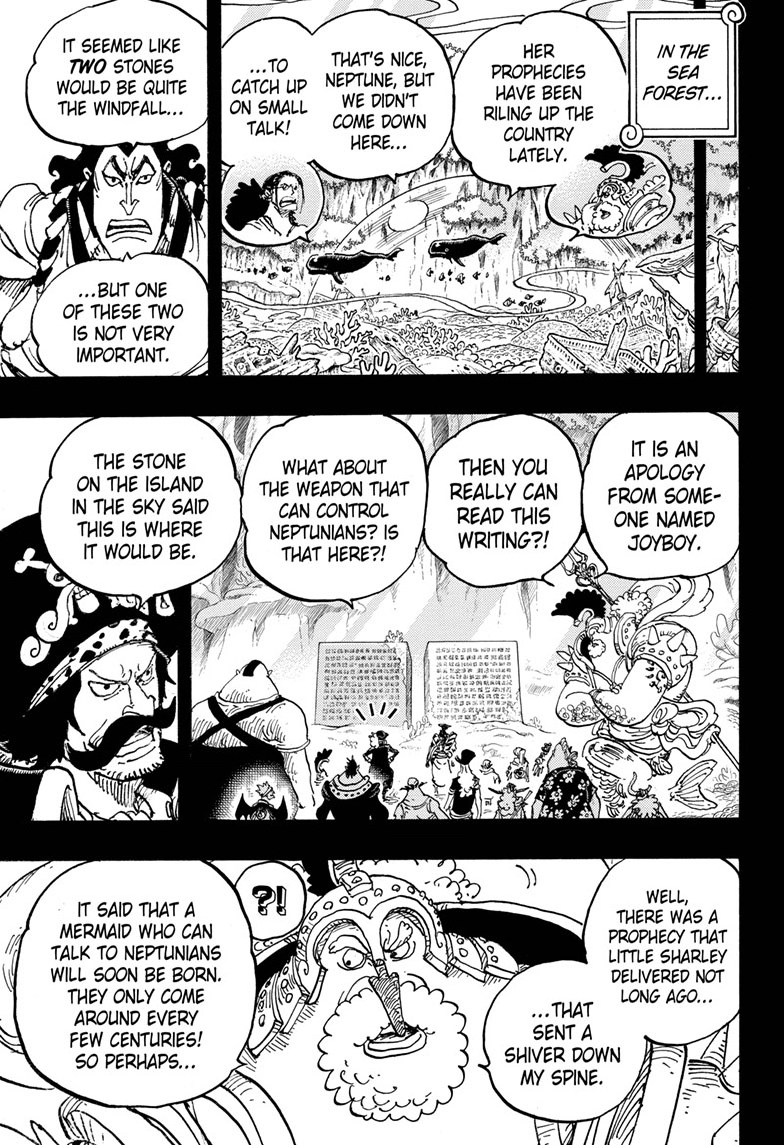 IN THE
SEA
FOREST...
HER
PROPHECIES
HAVE BEEN
RILING UP THE
COUNTRY
LATELY.
THAT'S NICE,
NEPTUNE, BUT
WE DIDN'T
COME DOWN
HERE...
...TO
CATCH UP
ON SMALL
TALK!
IT SEEMED LIKE
TWO STONES
WOULD BE QUITE
THE WINDFALL...
...BUT ONE
OF THESE TWO
IS NOT VERY
IMPORTANT.
IT IS AN
APOLOGY
FROM SOME-
ONE NAMED
JOYBOY.
THEN YOU
REALLY CAN
READ THIS
WRITING?!
WHAT ABOUT
THE WEAPON THAT
CAN CONTROL
NEPTUNIANS? IS
THAT HERE?!
THE STONE
ON THE ISLAND
IN THE SKY SAID
THIS IS WHERE
IT WOULD BE.
WELL,
THERE WAS A
PROPHECY THAT
LITTLE SHARLEY
DELIVERED NOT
LONG AGO...
...THAT
SENT A
SHIVER DOWN
MY SPINE.
?!
IT SAID THAT A
MERMAID WHO CAN
TALK TO NEPTUNIANS
WILL SOON BE BORN.
THEY ONLY COME
AROUND EVERY
FEW CENTURIES!
SO PERHAPS...